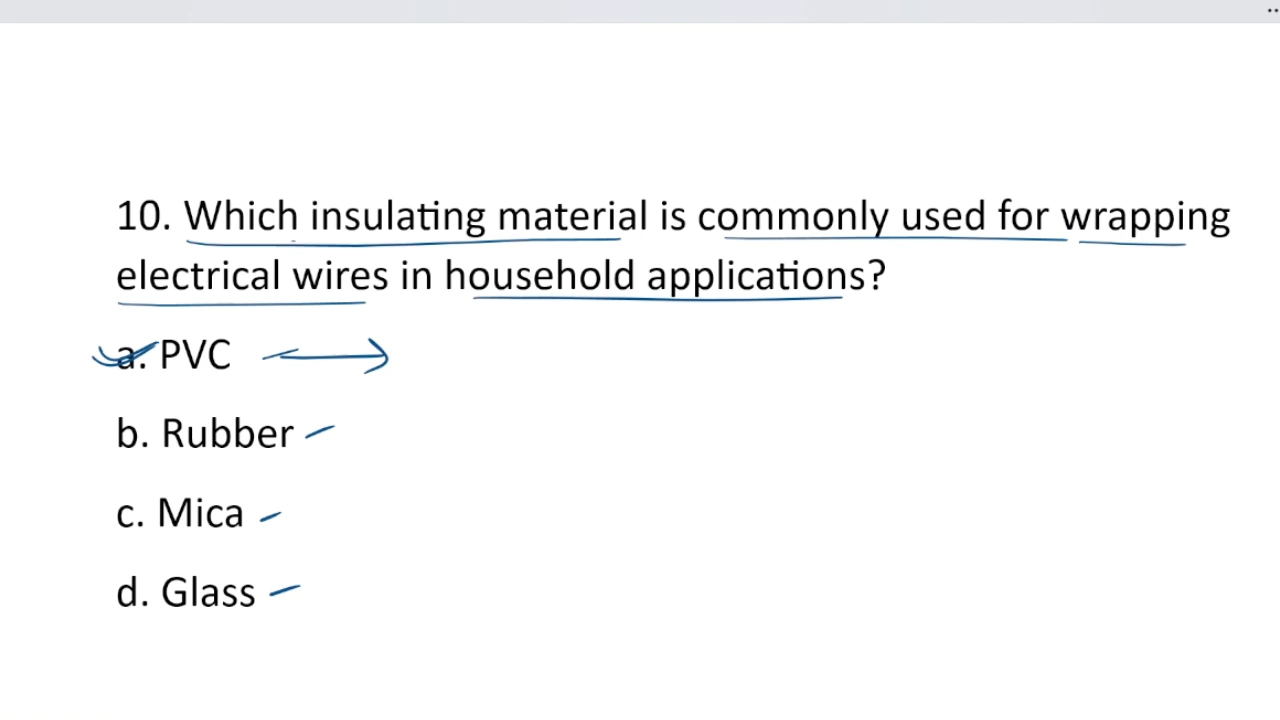 10. Which insulating material is commonly used for wrapping
electrical wires in household applications?
a. PVC
b. Rubber
c. Mica
d. Glass